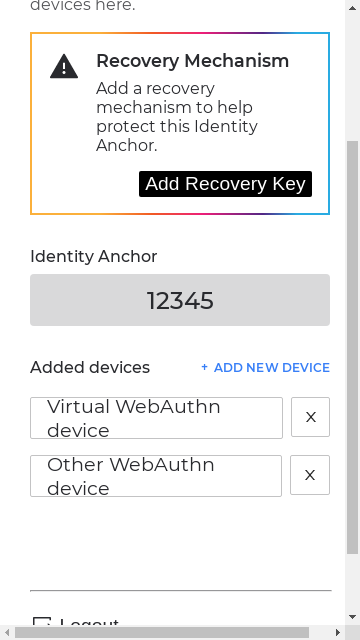 devices here.
Recovery Mechanism
Add a recovery
mechanism to help
protect this Identity
Anchor.
Add Recovery Key
Identity Anchor
12345
Added devices
+ ADD NEW DEVICE
Virtual WebAuthn
device
X
Other WebAuthn
device
X
Logout